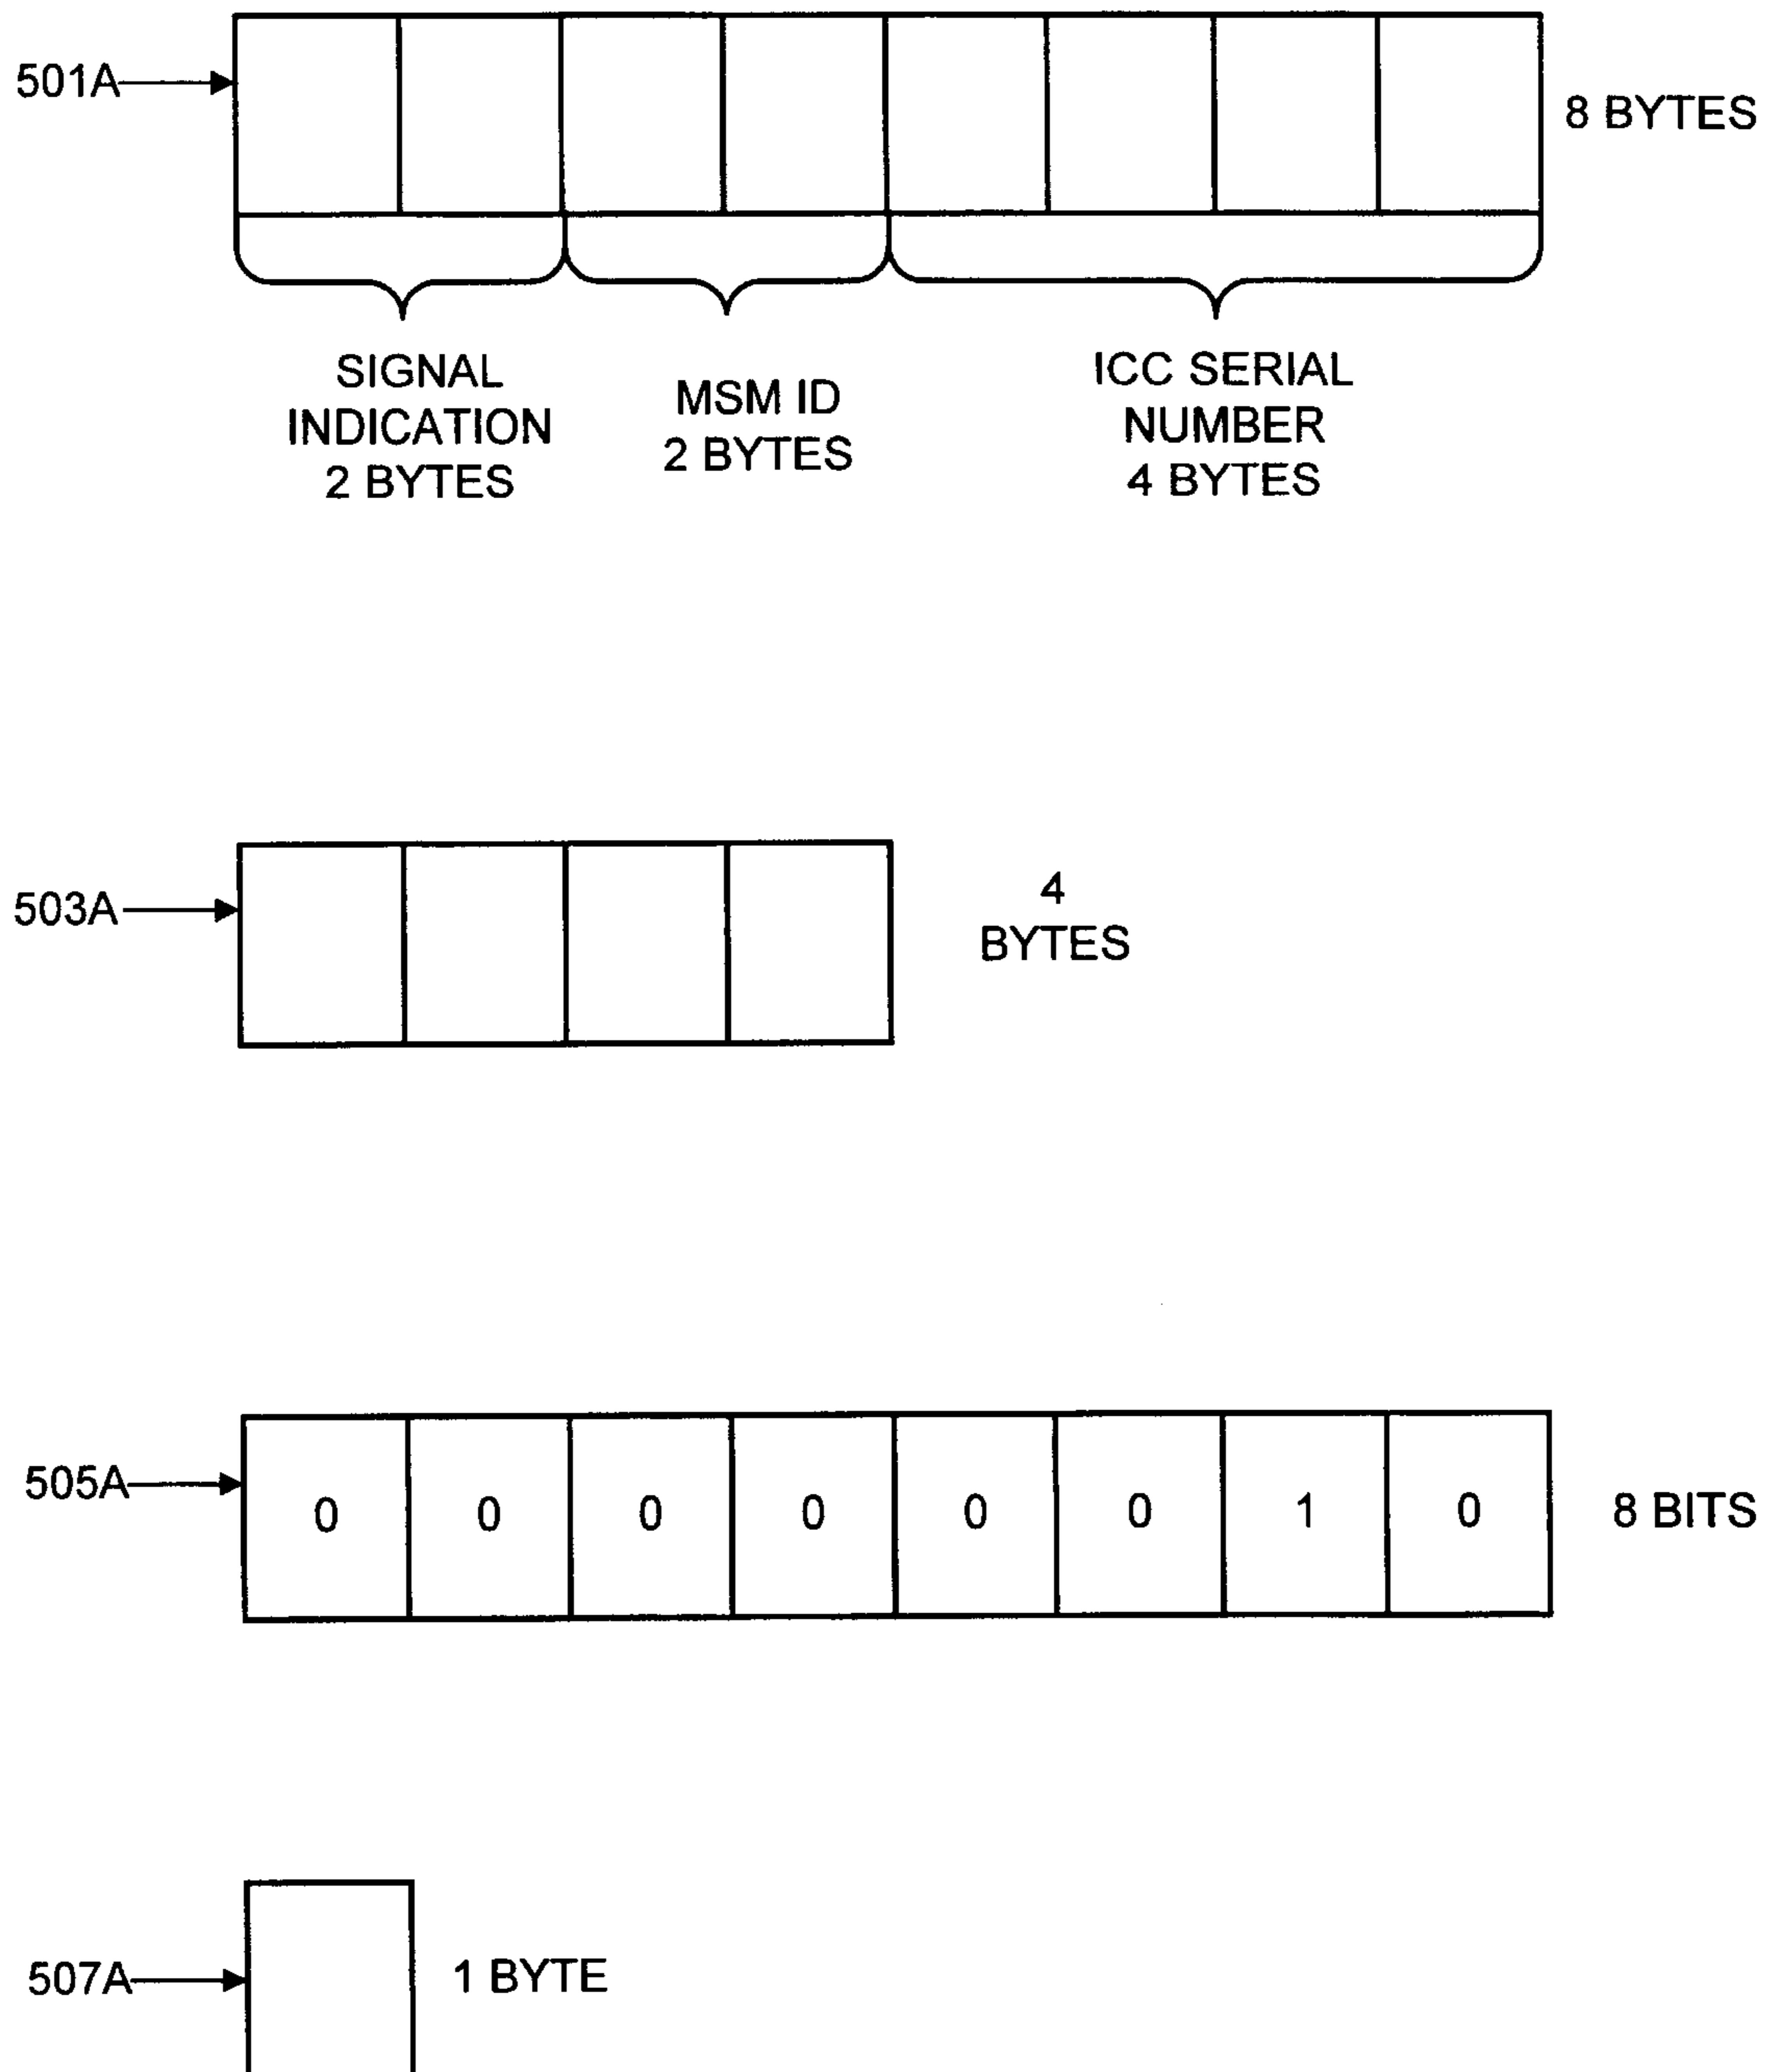 501A
8 BYTES
SIGNAL
INDICATION
2 BYTES
MSM ID
2 BYTES
ICC SERIAL
NUMBER
4 BYTES
503A
4
BYTES
505A
0 0 0 0 0 0 1 0
8 BITS
507A
1 BYTE